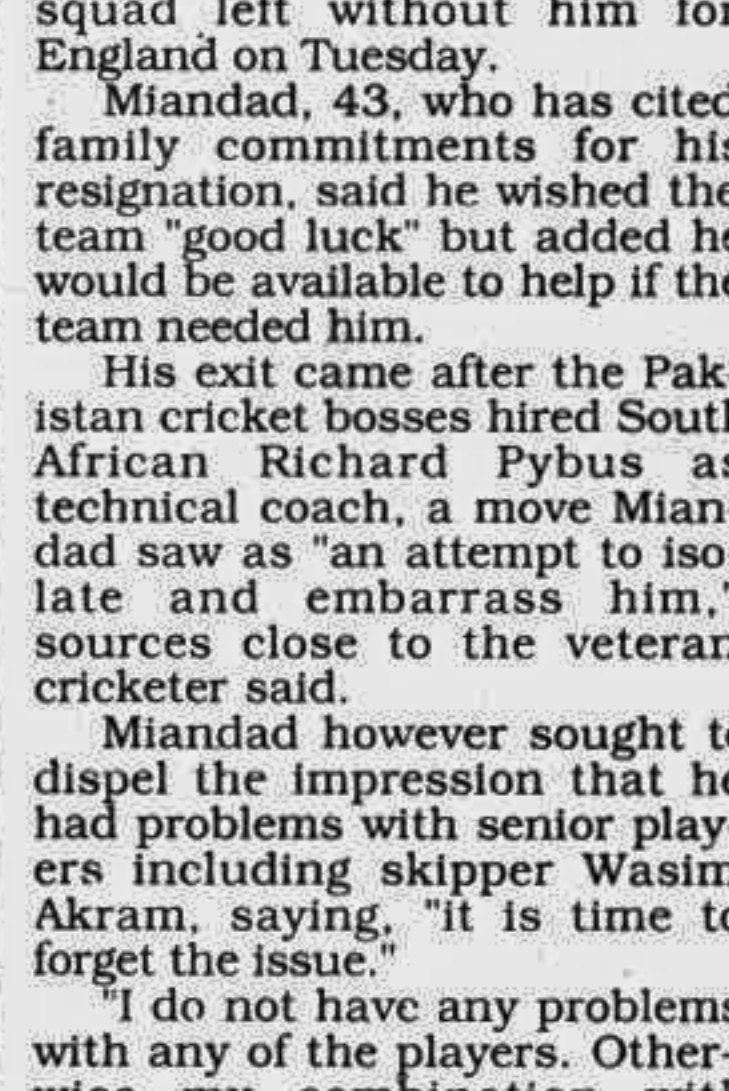 squad left without him for
England on Tuesday.
Miandad, 43, who has cited
family commitments for his
resignation, said he wished the
team "good luck" but added he
would be available to help if the
team needed him.
His exit came after the Pak-
istan cricket bosses hired South
African Richard Pybus as
technical coach, a move Mian-
dad saw as "an attempt to iso-
late and embarrass him,"
sources close to the veteran
cricketer said.
Miandad however sought to
dispel the impression that he
had problems with senior play-
ers including skipper Wasim
Akram, saying, "it is time to
forget the issue."
"I do not have any problems
with any of the players. Other-